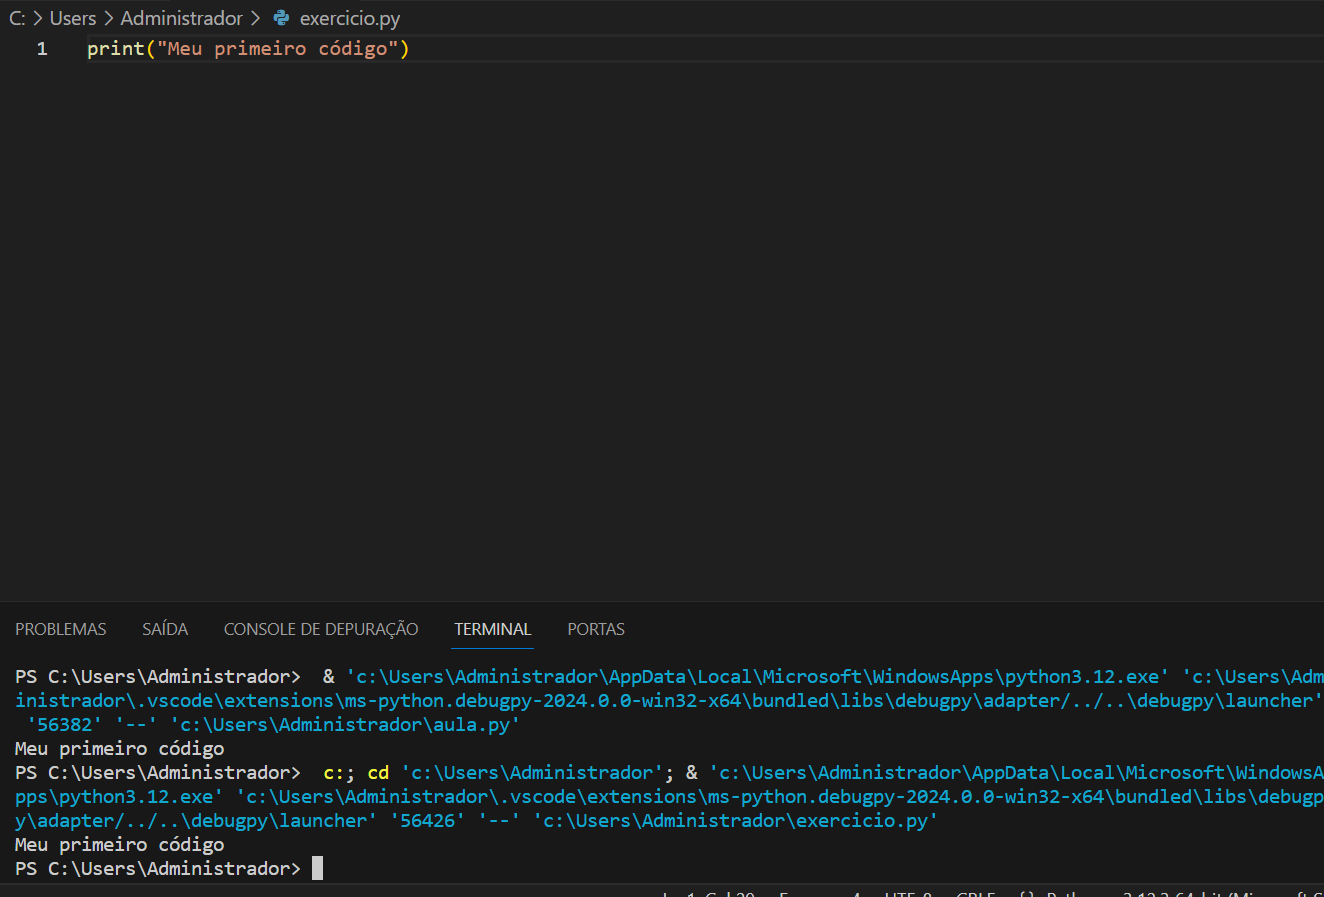 C: > Users > Administrador > exercicio.py
1 print("Meu primeiro código")
PROBLEMAS SAÍDA CONSOLE DE DEPURAÇÃO TERMINAL PORTAS
PS C:\Users\Administrador>  & 'c:\Users\Administrador\AppData\Local\Microsoft\WindowsApps\python3.12.exe' 'c:\Users\Adm
inistrador\.vscode\extensions\ms-python.debugpy-2024.0.0-win32-x64\bundled\libs\debugpy\adapter/../..\debugpy\launcher'
 '56382' '--' 'c:\Users\Administrador\aula.py'
Meu primeiro código
PS C:\Users\Administrador>  c:; cd 'c:\Users\Administrador'; & 'c:\Users\Administrador\AppData\Local\Microsoft\WindowsA
pps\python3.12.exe' 'c:\Users\Administrador\.vscode\extensions\ms-python.debugpy-2024.0.0-win32-x64\bundled\libs\debugp
y\adapter/../..\debugpy\launcher' '56426' '--' 'c:\Users\Administrador\exercicio.py'
Meu primeiro código
PS C:\Users\Administrador>